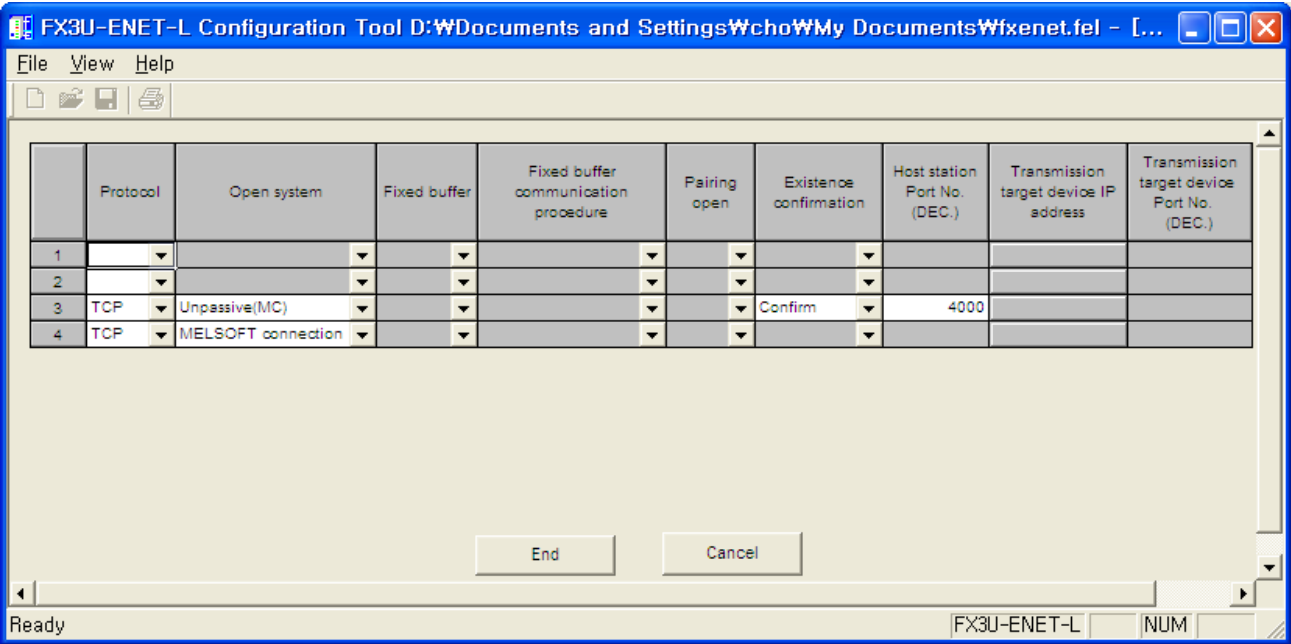 FX3U-ENET-L Configuration Tool D:₩Documents and Settings₩cho₩My Documents₩fxenet.fel - [...
File View Help
Protocol Open system Fixed buffer Fixed buffer communication procedure Pairing open Existence confirmation Host station Port No. (DEC.) Transmission target device IP address Transmission target device Port No. (DEC.)
1
2
3 TCP Unpassive(MC) Confirm 4000
4 TCP MELSOFT connection
End Cancel
Ready FX3U-ENET-L NUM